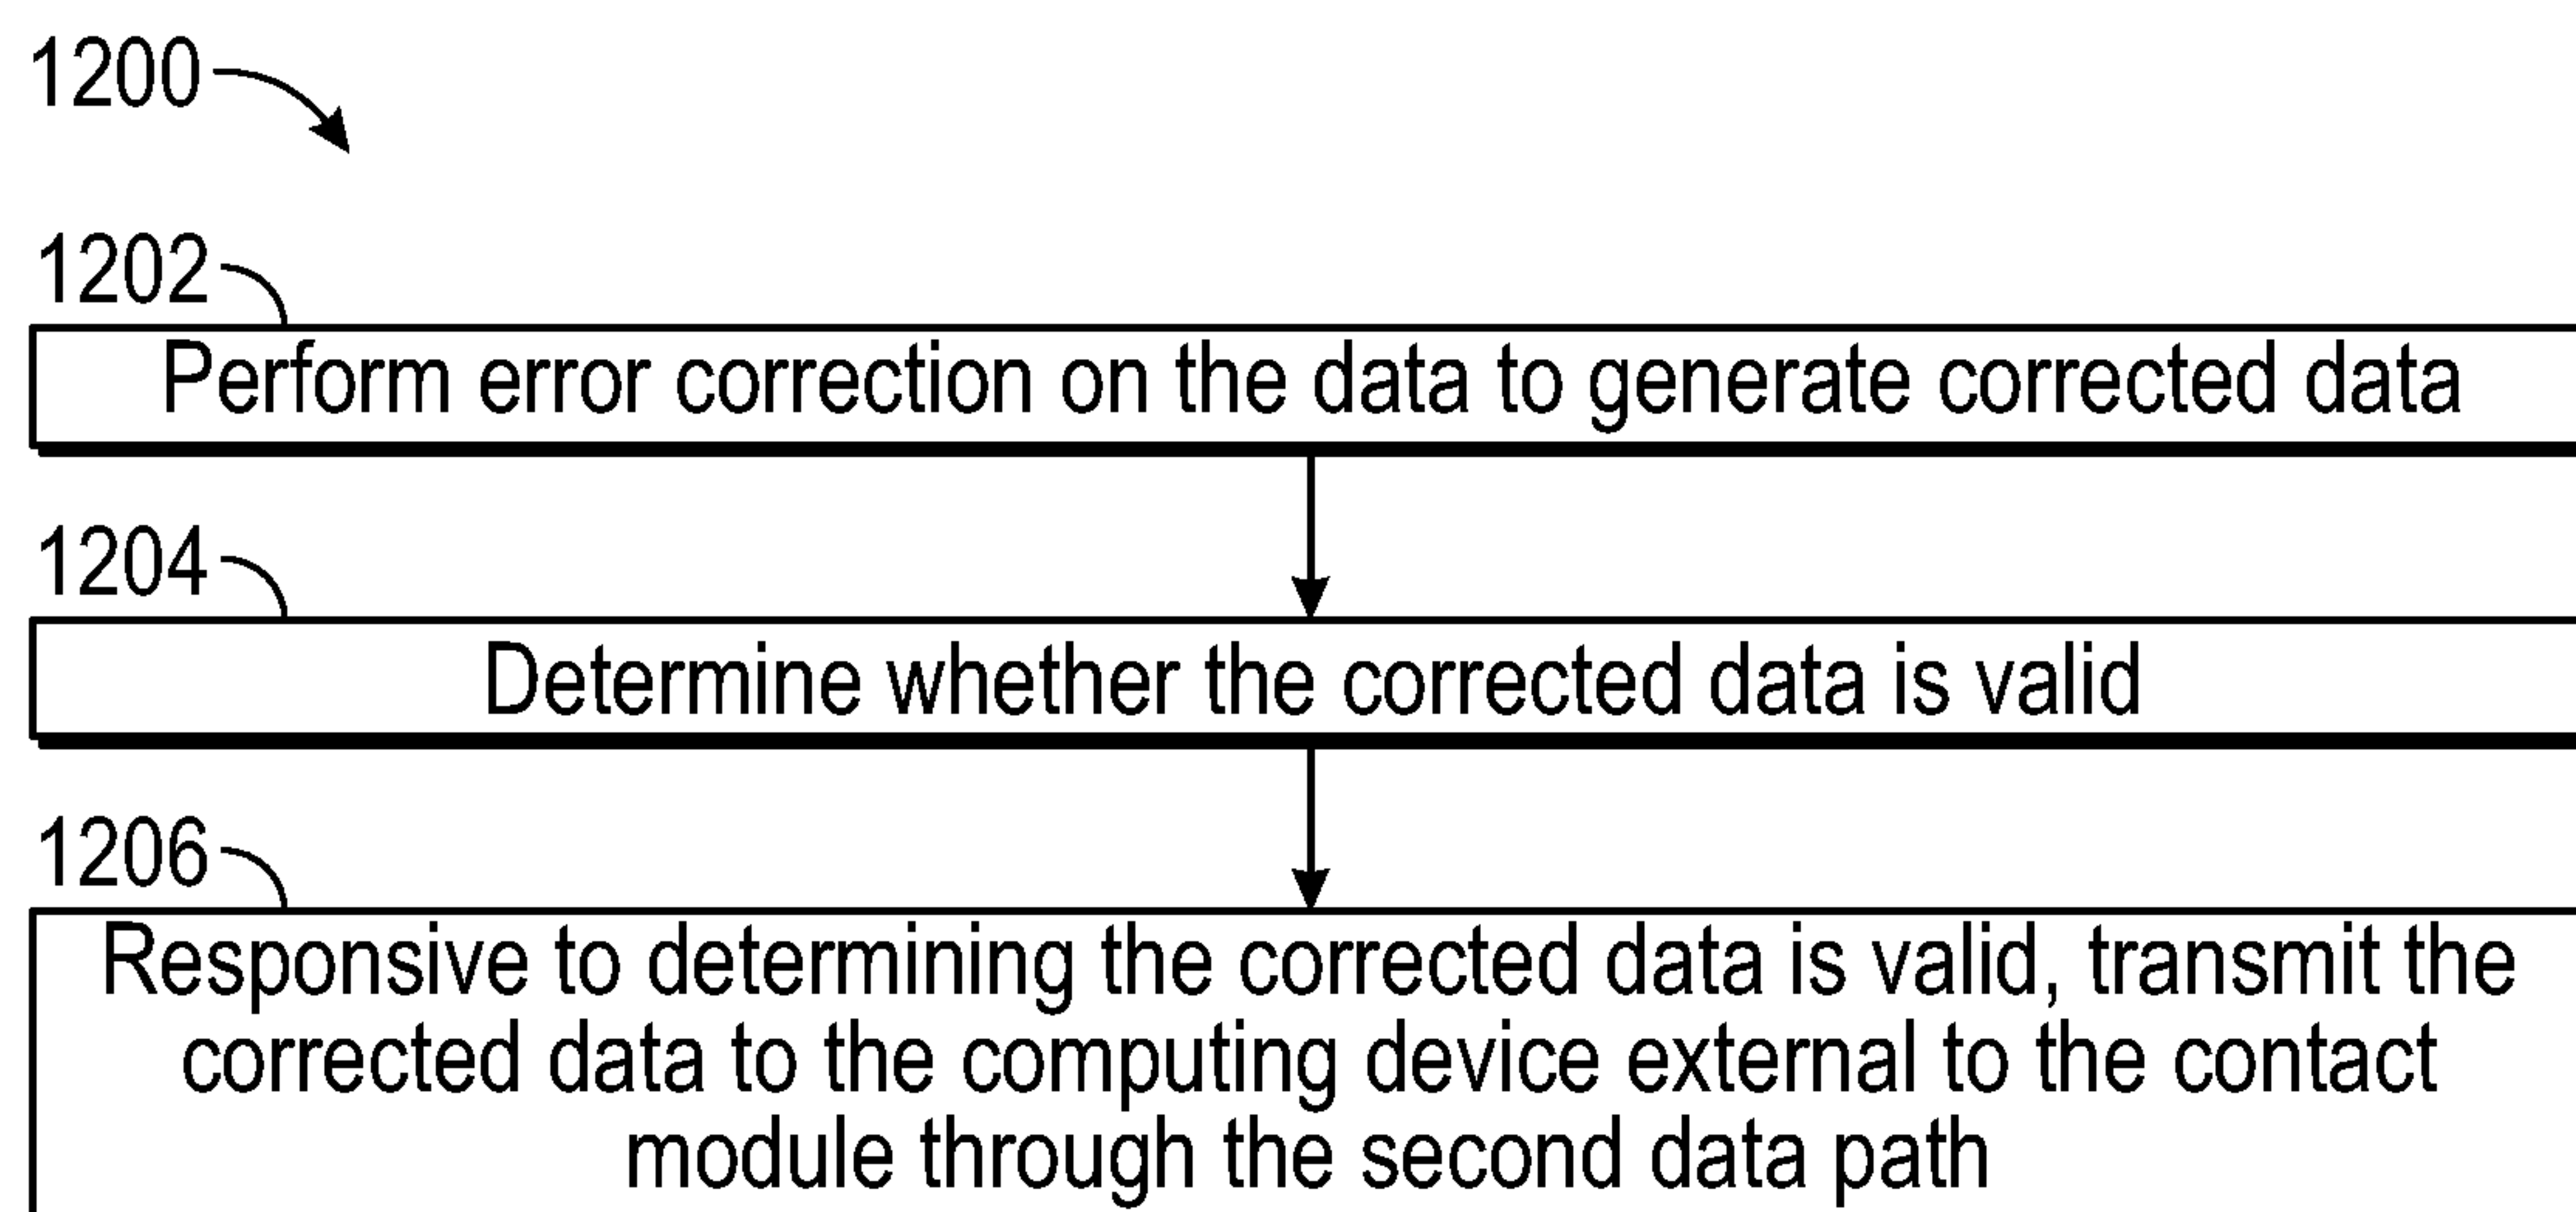 1200
1202
Perform error correction on the data to generate corrected data
1204
Determine whether the corrected data is valid
1206
Responsive to determining the corrected data is valid, transmit the
corrected data to the computing device external to the contact
module through the second data path